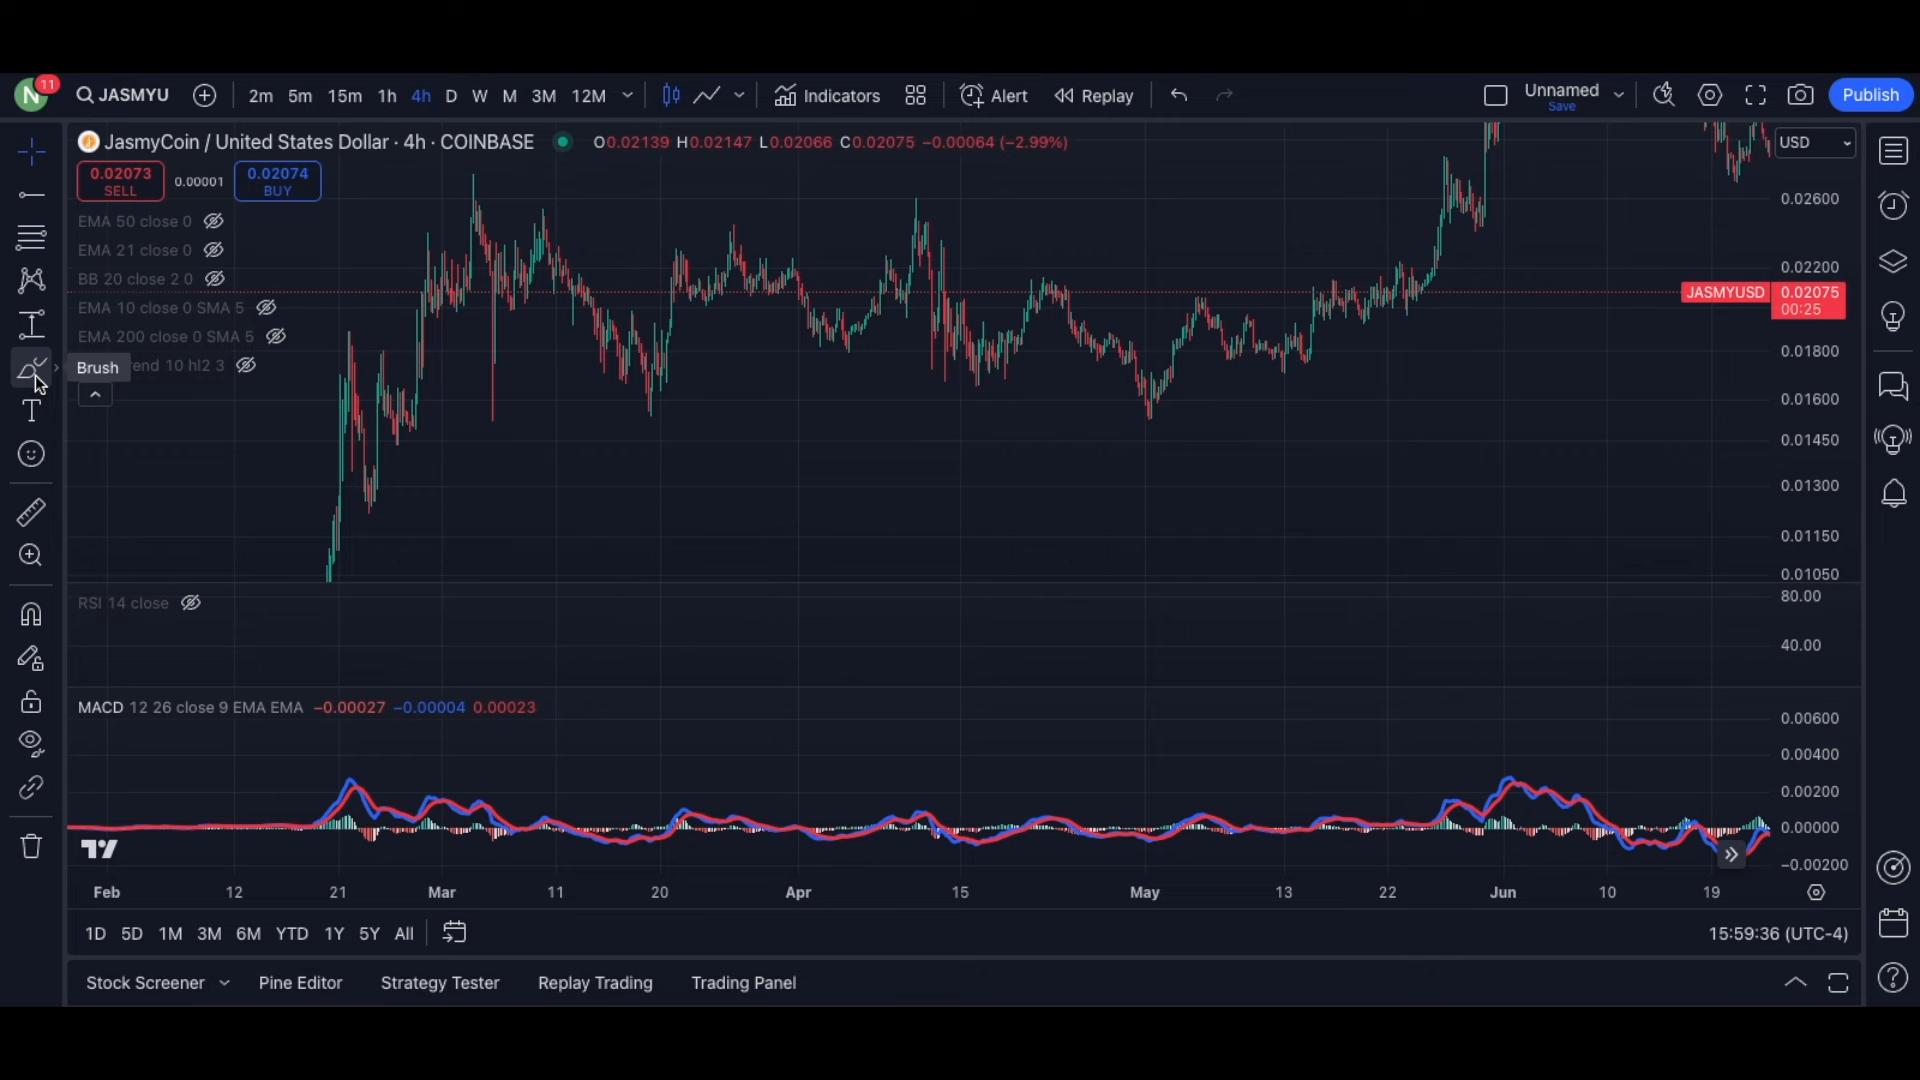 N 11 JASMYU 2m 5m 15m 1h 4h D W M 3M 12M Indicators Alert Replay Unnamed Save Publish
JasmyCoin / United States Dollar · 4h · COINBASE O0.02139 H0.02147 L0.02066 C0.02075 −0.00064 (−2.99%) USD
0.02073 SELL 0.00001 0.02074 BUY
EMA 50 close 0
EMA 21 close 0
BB 20 close 2 0
EMA 10 close 0 SMA 5
EMA 200 close 0 SMA 5
Brush rend 10 hl2 3
T
0.02600
0.02200
JASMYUSD 0.02075
00:25
0.01800
0.01600
0.01450
0.01300
0.01150
0.01050
RSI 14 close
80.00
40.00
MACD 12 26 close 9 EMA EMA −0.00027 −0.00004 0.00023
0.00600
0.00400
0.00200
0.00000
−0.00200
Feb 12 21 Mar 11 20 Apr 15 May 13 22 Jun 10 19
1D 5D 1M 3M 6M YTD 1Y 5Y All 15:59:36 (UTC-4)
Stock Screener Pine Editor Strategy Tester Replay Trading Trading Panel